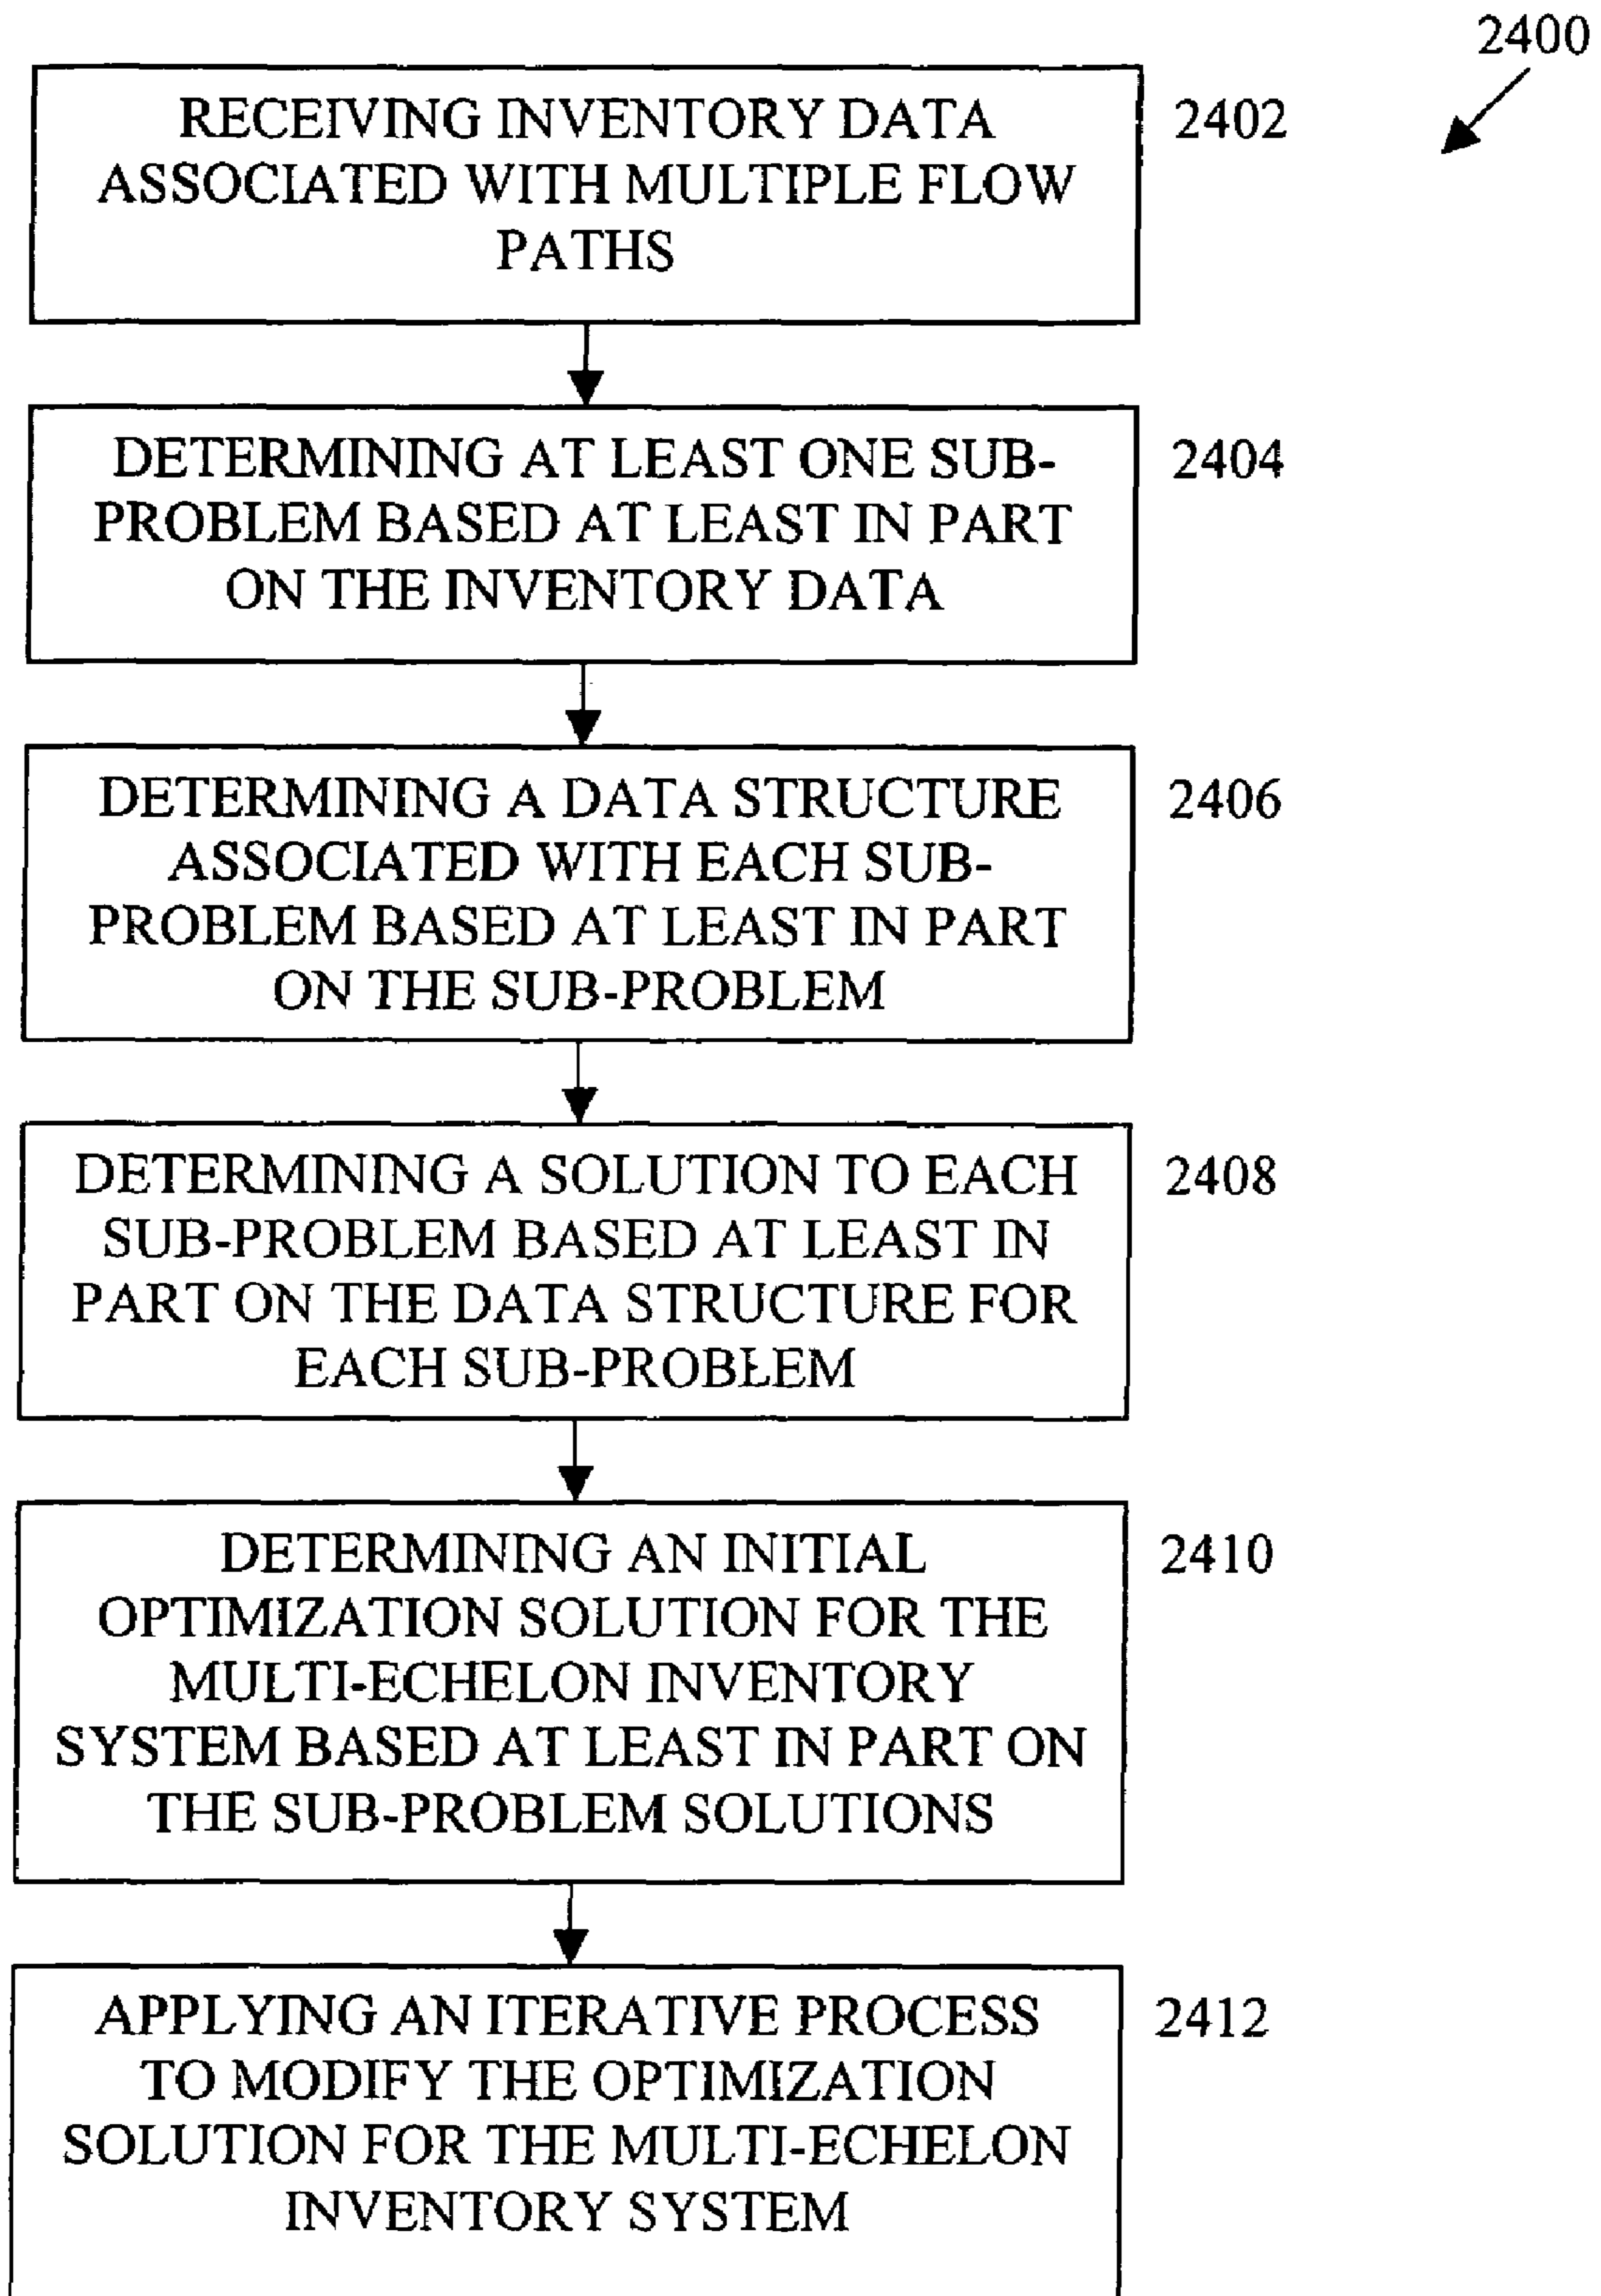 2400
RECEIVING INVENTORY DATA
ASSOCIATED WITH MULTIPLE FLOW
PATHS
2402
DETERMINING AT LEAST ONE SUB-
PROBLEM BASED AT LEAST IN PART
ON THE INVENTORY DATA
2404
DETERMINING A DATA STRUCTURE
ASSOCIATED WITH EACH SUB-
PROBLEM BASED AT LEAST IN PART
ON THE SUB-PROBLEM
2406
DETERMINING A SOLUTION TO EACH
SUB-PROBLEM BASED AT LEAST IN
PART ON THE DATA STRUCTURE FOR
EACH SUB-PROBLEM
2408
DETERMINING AN INITIAL
OPTIMIZATION SOLUTION FOR THE
MULTI-ECHELON INVENTORY
SYSTEM BASED AT LEAST IN PART ON
THE SUB-PROBLEM SOLUTIONS
2410
APPLYING AN ITERATIVE PROCESS
TO MODIFY THE OPTIMIZATION
SOLUTION FOR THE MULTI-ECHELON
INVENTORY SYSTEM
2412